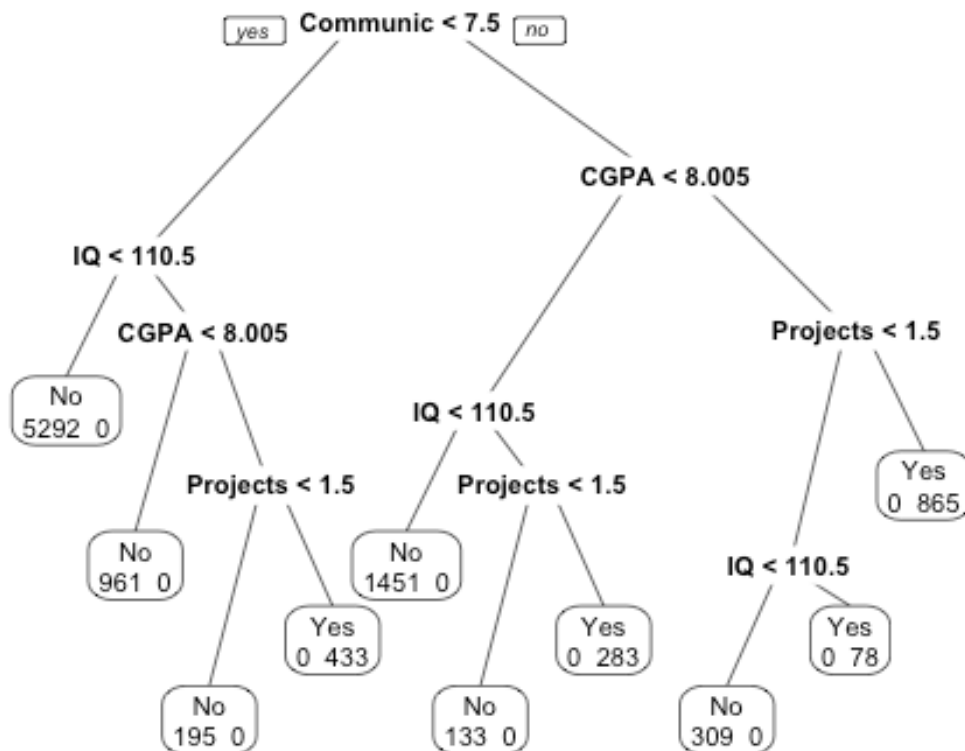 yes Communic < 7.5 no
CGPA < 8.005
IQ < 110.5
CGPA < 8.005 Projects < 1.5
No
5292 0
IQ < 110.5
Yes
0 865
Projects < 1.5 Projects < 1.5
No
961 0
No
1451 0
IQ < 110.5
Yes
0 433
Yes
0 283
Yes
0 78
No
195 0
No
133 0
No
309 0